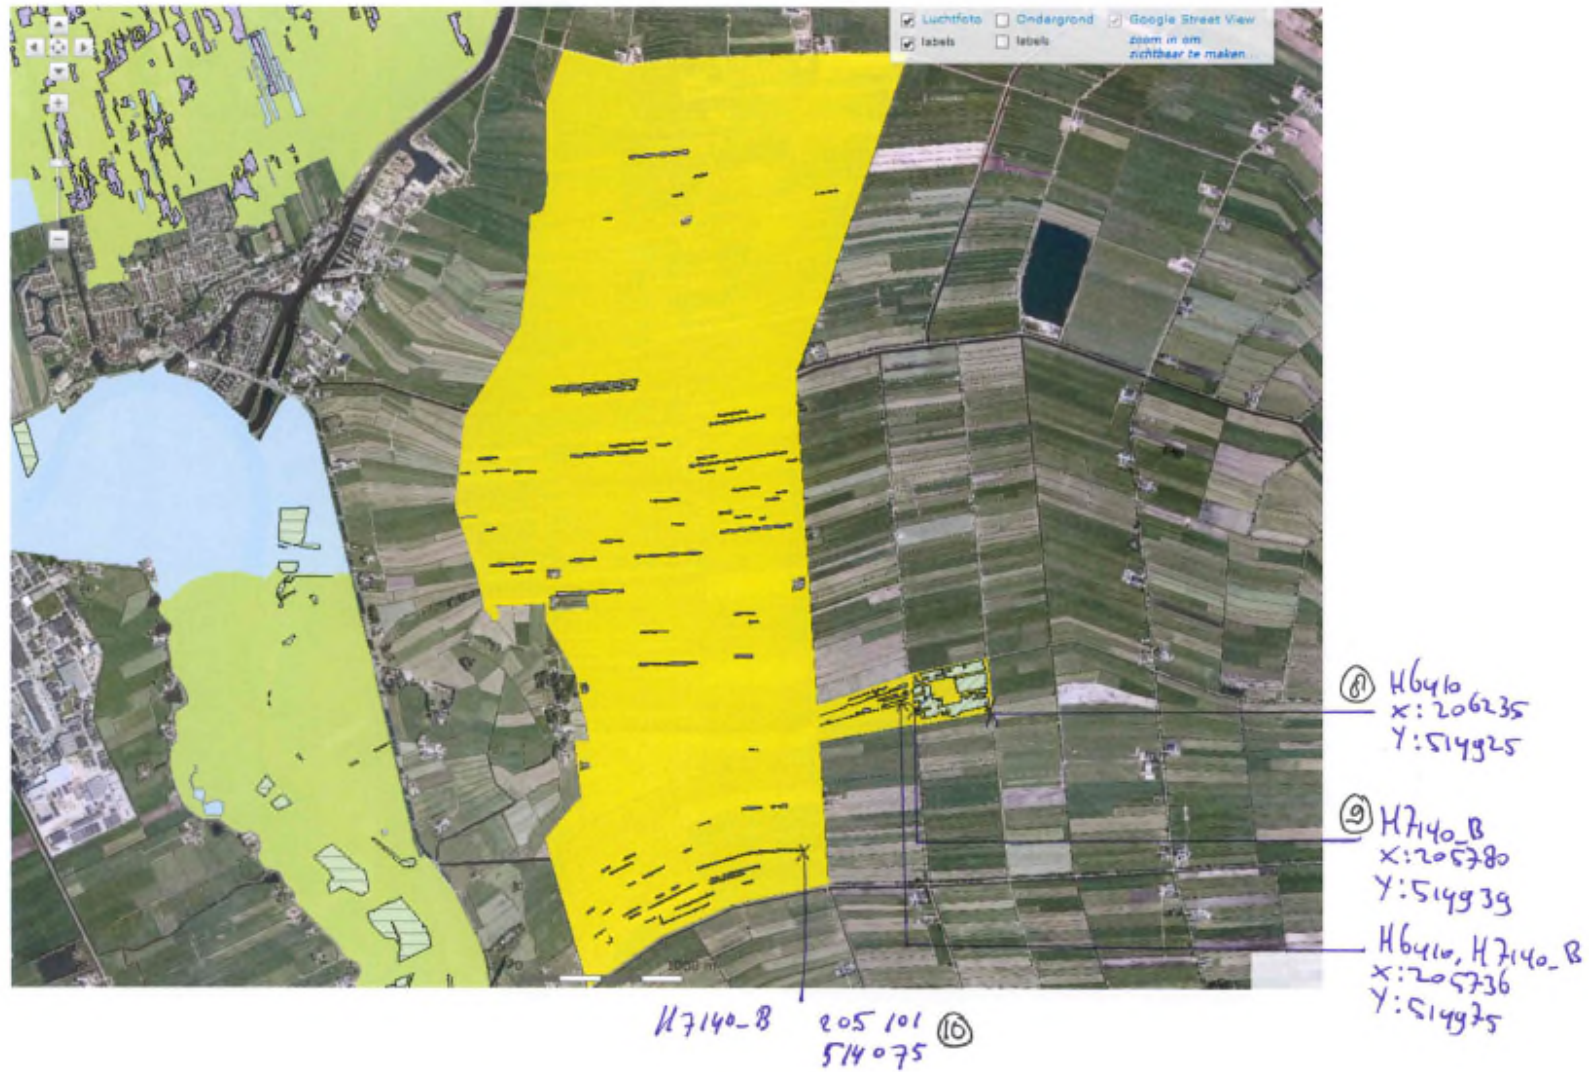 Luchtfoto Ondergrond Google Street View
labels labels zoom in om
zichtbaar te maken...
8 H6410
X: 206235
Y: 514925
9 H7140_B
X: 205780
Y: 514939
H6410, H7140_B
X: 205736
Y: 514975
H7140_B 205 101 10
514075